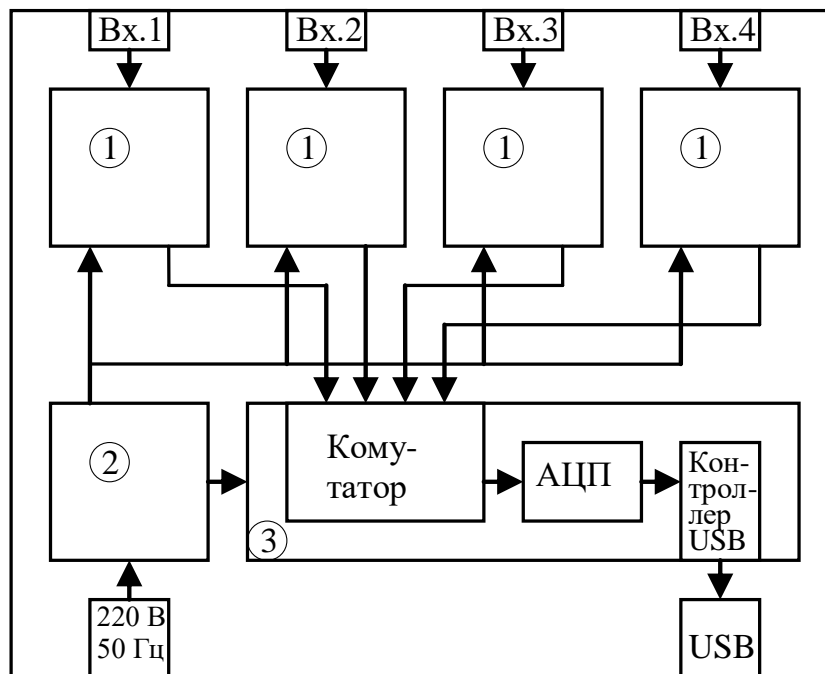 Вх.1
Вх.2
Вх.3
Вх.4
1
1
1
1
2
3
Кому-
татор
АЦП
Кон-
трол-
лер
USB
220 В
50 Гц
USB